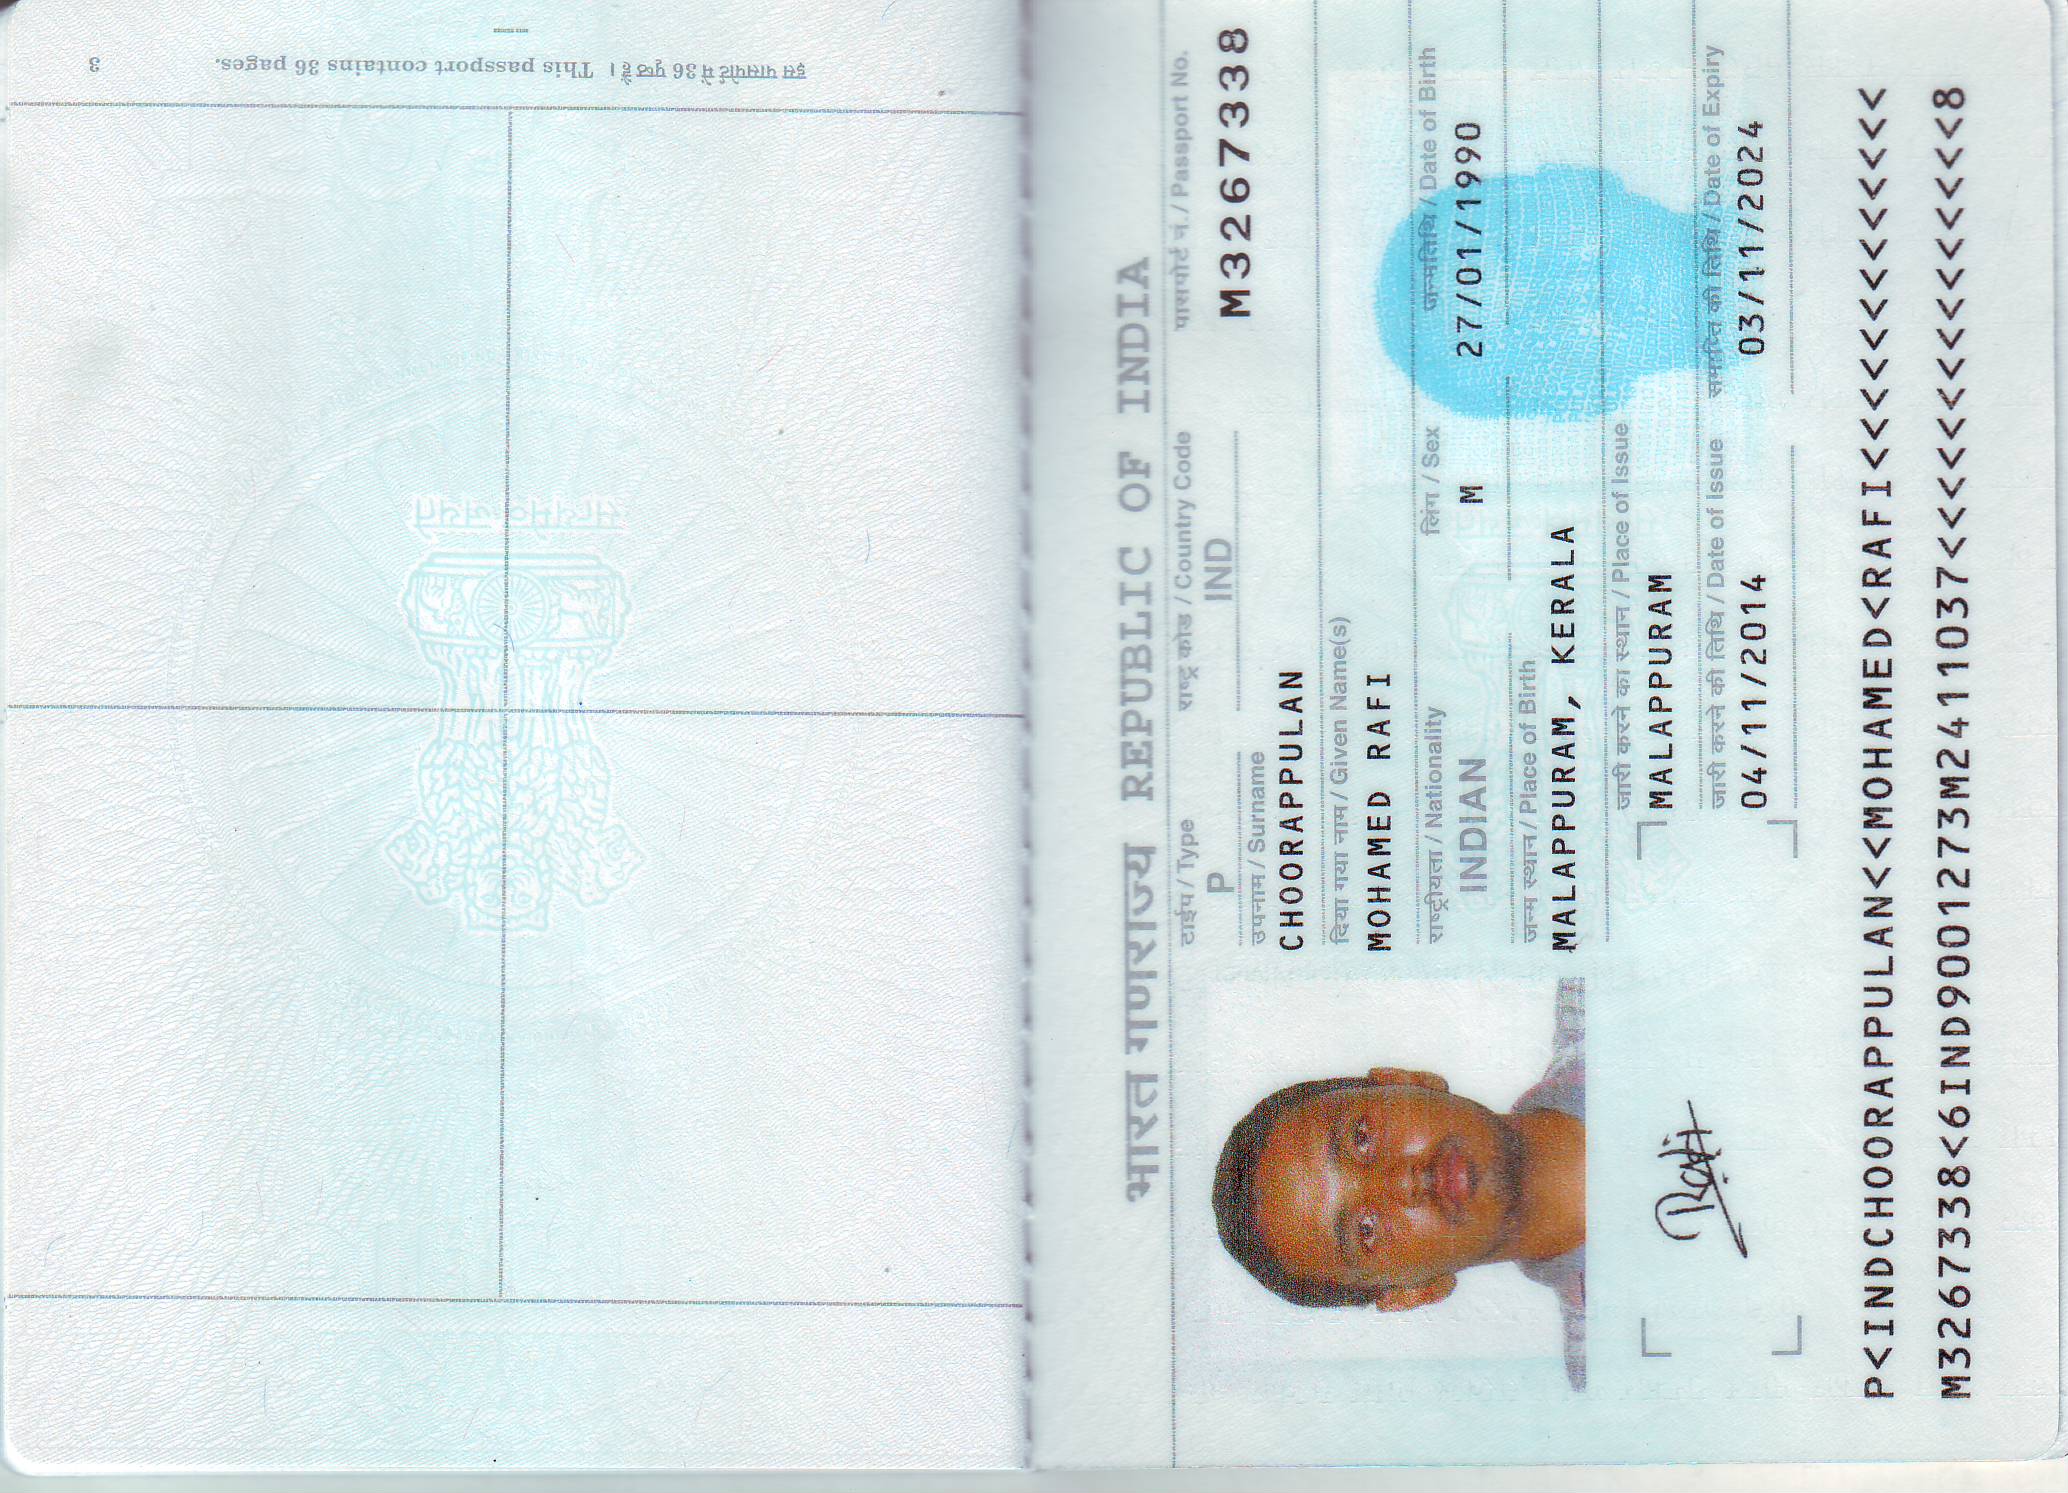 इस पासपोर्ट में 36 पृष्ठ हैं । This passport contains 36 pages.
3
सत्यमेव जयते
भारत गणराज्य REPUBLIC OF INDIA
टाईप / Type
राष्ट्र कोड / Country Code
पासपोर्ट नं. / Passport No.
P
IND
M3267338
उपनाम / Surname
CHOORAPPULAN
दिया गया नाम / Given Name(s)
MOHAMED RAFI
राष्ट्रीयता / Nationality
लिंग / Sex
जन्मतिथि / Date of Birth
INDIAN
M
27/01/1990
जन्म स्थान / Place of Birth
MALAPPURAM, KERALA
जारी करने का स्थान / Place of Issue
MALAPPURAM
जारी करने की तिथि / Date of Issue
समाप्ति की तिथि / Date of Expiry
04/11/2014
03/11/2024
Rafi
P<INDCHOORAPPULAN<<MOHAMED<RAFI<<<<<<<<<<<<<
M3267338<6IND9001273M2411037<<<<<<<<<<<<<<<8